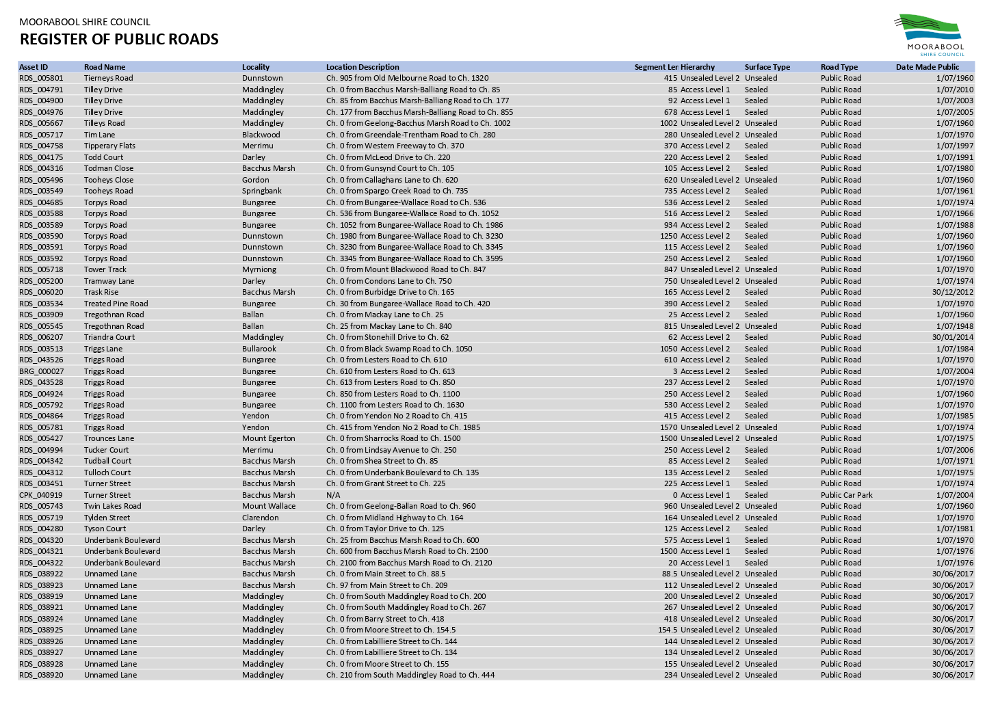 MOORABOOL SHIRE COUNCIL
REGISTER OF PUBLIC ROADS
MOORABOOL
SHIRE COUNCIL
Asset ID Road Name Locality Location Description Segment Len Hierarchy Surface Type Road Type Date Made Public
RDS_005801 Tierneys Road Dunnstown Ch. 905 from Old Melbourne Road to Ch. 1320 415 Unsealed Level 2 Unsealed Public Road 1/07/1960
RDS_004791 Tilley Drive Maddingley Ch. 0 from Bacchus Marsh-Balliang Road to Ch. 85 85 Access Level 1 Sealed Public Road 1/07/2010
RDS_004900 Tilley Drive Maddingley Ch. 85 from Bacchus Marsh-Balliang Road to Ch. 177 92 Access Level 1 Sealed Public Road 1/07/2003
RDS_004976 Tilley Drive Maddingley Ch. 177 from Bacchus Marsh-Balliang Road to Ch. 855 678 Access Level 1 Sealed Public Road 1/07/2005
RDS_005667 Tilleys Road Maddingley Ch. 0 from Geelong-Bacchus Marsh Road to Ch. 1002 1002 Unsealed Level 2 Unsealed Public Road 1/07/1960
RDS_005717 Tim Lane Blackwood Ch. 0 from Greendale-Trentham Road to Ch. 280 280 Unsealed Level 2 Unsealed Public Road 1/07/1970
RDS_004758 Tipperary Flats Merrimu Ch. 0 from Western Freeway to Ch. 370 370 Access Level 2 Sealed Public Road 1/07/1997
RDS_004175 Todd Court Darley Ch. 0 from McLeod Drive to Ch. 220 220 Access Level 2 Sealed Public Road 1/07/1991
RDS_004316 Todman Close Bacchus Marsh Ch. 0 from Gunsynd Court to Ch. 105 105 Access Level 2 Sealed Public Road 1/07/1980
RDS_005496 Tooheys Close Gordon Ch. 0 from Callaghans Lane to Ch. 620 620 Unsealed Level 2 Unsealed Public Road 1/07/1960
RDS_003549 Tooheys Road Springbank Ch. 0 from Spargo Creek Road to Ch. 735 735 Access Level 2 Sealed Public Road 1/07/1961
RDS_004685 Torpys Road Bungaree Ch. 0 from Bungaree-Wallace Road to Ch. 536 536 Access Level 2 Sealed Public Road 1/07/1974
RDS_003588 Torpys Road Bungaree Ch. 536 from Bungaree-Wallace Road to Ch. 1052 516 Access Level 2 Sealed Public Road 1/07/1966
RDS_003589 Torpys Road Bungaree Ch. 1052 from Bungaree-Wallace Road to Ch. 1986 934 Access Level 2 Sealed Public Road 1/07/1988
RDS_003590 Torpys Road Dunnstown Ch. 1980 from Bungaree-Wallace Road to Ch. 3230 1250 Access Level 2 Sealed Public Road 1/07/1960
RDS_003591 Torpys Road Dunnstown Ch. 3230 from Bungaree-Wallace Road to Ch. 3345 115 Access Level 2 Sealed Public Road 1/07/1960
RDS_003592 Torpys Road Dunnstown Ch. 3345 from Bungaree-Wallace Road to Ch. 3595 250 Access Level 2 Sealed Public Road 1/07/1960
RDS_005718 Tower Track Myrniong Ch. 0 from Mount Blackwood Road to Ch. 847 847 Unsealed Level 2 Unsealed Public Road 1/07/1970
RDS_005200 Tramway Lane Darley Ch. 0 from Condons Lane to Ch. 750 750 Unsealed Level 2 Unsealed Public Road 1/07/1974
RDS_006020 Trask Rise Bacchus Marsh Ch. 0 from Burbidge Drive to Ch. 165 165 Access Level 2 Sealed Public Road 30/12/2012
RDS_003534 Treated Pine Road Bungaree Ch. 30 from Bungaree-Wallace Road to Ch. 420 390 Access Level 2 Sealed Public Road 1/07/1970
RDS_003909 Tregothnan Road Ballan Ch. 0 from Mackay Lane to Ch. 25 25 Access Level 2 Sealed Public Road 1/07/1960
RDS_005545 Tregothnan Road Ballan Ch. 25 from Mackay Lane to Ch. 840 815 Unsealed Level 2 Unsealed Public Road 1/07/1948
RDS_006207 Triandra Court Maddingley Ch. 0 from Stonehill Drive to Ch. 62 62 Access Level 2 Sealed Public Road 30/01/2014
RDS_003513 Triggs Lane Bullarook Ch. 0 from Black Swamp Road to Ch. 1050 1050 Access Level 2 Sealed Public Road 1/07/1984
RDS_043526 Triggs Road Bungaree Ch. 0 from Lesters Road to Ch. 610 610 Access Level 2 Sealed Public Road 1/07/1970
BRG_000027 Triggs Road Bungaree Ch. 610 from Lesters Road to Ch. 613 3 Access Level 2 Sealed Public Road 1/07/2004
RDS_043528 Triggs Road Bungaree Ch. 613 from Lesters Road to Ch. 850 237 Access Level 2 Sealed Public Road 1/07/1970
RDS_004924 Triggs Road Bungaree Ch. 850 from Lesters Road to Ch. 1100 250 Access Level 2 Sealed Public Road 1/07/1960
RDS_005792 Triggs Road Bungaree Ch. 1100 from Lesters Road to Ch. 1630 530 Access Level 2 Sealed Public Road 1/07/1970
RDS_004864 Triggs Road Yendon Ch. 0 from Yendon No 2 Road to Ch. 415 415 Access Level 2 Sealed Public Road 1/07/1985
RDS_005781 Triggs Road Yendon Ch. 415 from Yendon No 2 Road to Ch. 1985 1570 Unsealed Level 2 Unsealed Public Road 1/07/1974
RDS_005427 Trounces Lane Mount Egerton Ch. 0 from Sharrocks Road to Ch. 1500 1500 Unsealed Level 2 Unsealed Public Road 1/07/1975
RDS_004994 Tucker Court Merrimu Ch. 0 from Lindsay Avenue to Ch. 250 250 Access Level 2 Sealed Public Road 1/07/2006
RDS_004342 Tudball Court Bacchus Marsh Ch. 0 from Shea Street to Ch. 85 85 Access Level 2 Sealed Public Road 1/07/1971
RDS_004312 Tulloch Court Bacchus Marsh Ch. 0 from Underbank Boulevard to Ch. 135 135 Access Level 2 Sealed Public Road 1/07/1975
RDS_003451 Turner Street Bacchus Marsh Ch. 0 from Grant Street to Ch. 225 225 Access Level 1 Sealed Public Road 1/07/1974
CPK_040919 Turner Street Bacchus Marsh N/A 0 Access Level 1 Sealed Public Car Park 1/07/2004
RDS_005743 Twin Lakes Road Mount Wallace Ch. 0 from Geelong-Ballan Road to Ch. 960 960 Unsealed Level 2 Unsealed Public Road 1/07/1960
RDS_005719 Tylden Street Clarendon Ch. 0 from Midland Highway to Ch. 164 164 Unsealed Level 2 Unsealed Public Road 1/07/1970
RDS_004280 Tyson Court Darley Ch. 0 from Taylor Drive to Ch. 125 125 Access Level 2 Sealed Public Road 1/07/1981
RDS_004320 Underbank Boulevard Bacchus Marsh Ch. 25 from Bacchus Marsh Road to Ch. 600 575 Access Level 1 Sealed Public Road 1/07/1970
RDS_004321 Underbank Boulevard Bacchus Marsh Ch. 600 from Bacchus Marsh Road to Ch. 2100 1500 Access Level 1 Sealed Public Road 1/07/1976
RDS_004322 Underbank Boulevard Bacchus Marsh Ch. 2100 from Bacchus Marsh Road to Ch. 2120 20 Access Level 1 Sealed Public Road 1/07/1976
RDS_038922 Unnamed Lane Bacchus Marsh Ch. 0 from Main Street to Ch. 88.5 88.5 Unsealed Level 2 Unsealed Public Road 30/06/2017
RDS_038923 Unnamed Lane Bacchus Marsh Ch. 97 from Main Street to Ch. 209 112 Unsealed Level 2 Unsealed Public Road 30/06/2017
RDS_038919 Unnamed Lane Maddingley Ch. 0 from South Maddingley Road to Ch. 200 200 Unsealed Level 2 Unsealed Public Road 30/06/2017
RDS_038921 Unnamed Lane Maddingley Ch. 0 from South Maddingley Road to Ch. 267 267 Unsealed Level 2 Unsealed Public Road 30/06/2017
RDS_038924 Unnamed Lane Maddingley Ch. 0 from Barry Street to Ch. 418 418 Unsealed Level 2 Unsealed Public Road 30/06/2017
RDS_038925 Unnamed Lane Maddingley Ch. 0 from Moore Street to Ch. 154.5 154.5 Unsealed Level 2 Unsealed Public Road 30/06/2017
RDS_038926 Unnamed Lane Maddingley Ch. 0 from Labilliere Street to Ch. 144 144 Unsealed Level 2 Unsealed Public Road 30/06/2017
RDS_038927 Unnamed Lane Maddingley Ch. 0 from Labilliere Street to Ch. 134 134 Unsealed Level 2 Unsealed Public Road 30/06/2017
RDS_038928 Unnamed Lane Maddingley Ch. 0 from Moore Street to Ch. 155 155 Unsealed Level 2 Unsealed Public Road 30/06/2017
RDS_038920 Unnamed Lane Maddingley Ch. 210 from South Maddingley Road to Ch. 444 234 Unsealed Level 2 Unsealed Public Road 30/06/2017